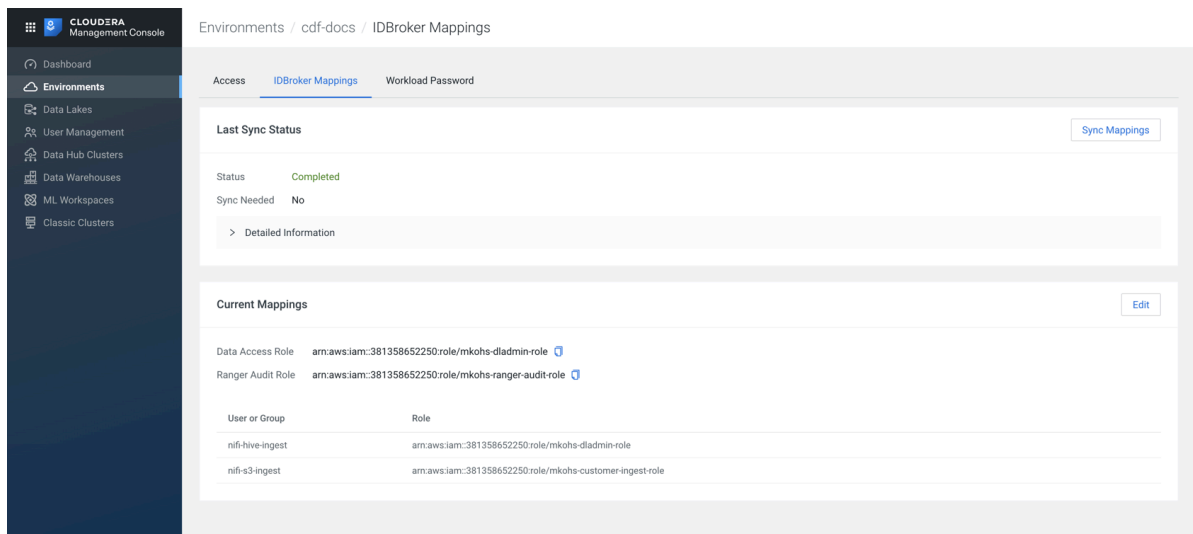 CLOUDERA
Management Console
Environments / cdf-docs / IDBroker Mappings
Dashboard
Environments
Data Lakes
User Management
Data Hub Clusters
Data Warehouses
ML Workspaces
Classic Clusters
Access IDBroker Mappings Workload Password
Last Sync Status Sync Mappings
Status Completed
Sync Needed No
> Detailed Information
Current Mappings Edit
Data Access Role arn:aws:iam::381358652250:role/mkohs-dladmin-role
Ranger Audit Role arn:aws:iam::381358652250:role/mkohs-ranger-audit-role
User or Group Role
nifi-hive-ingest arn:aws:iam::381358652250:role/mkohs-dladmin-role
nifi-s3-ingest arn:aws:iam::381358652250:role/mkohs-customer-ingest-role